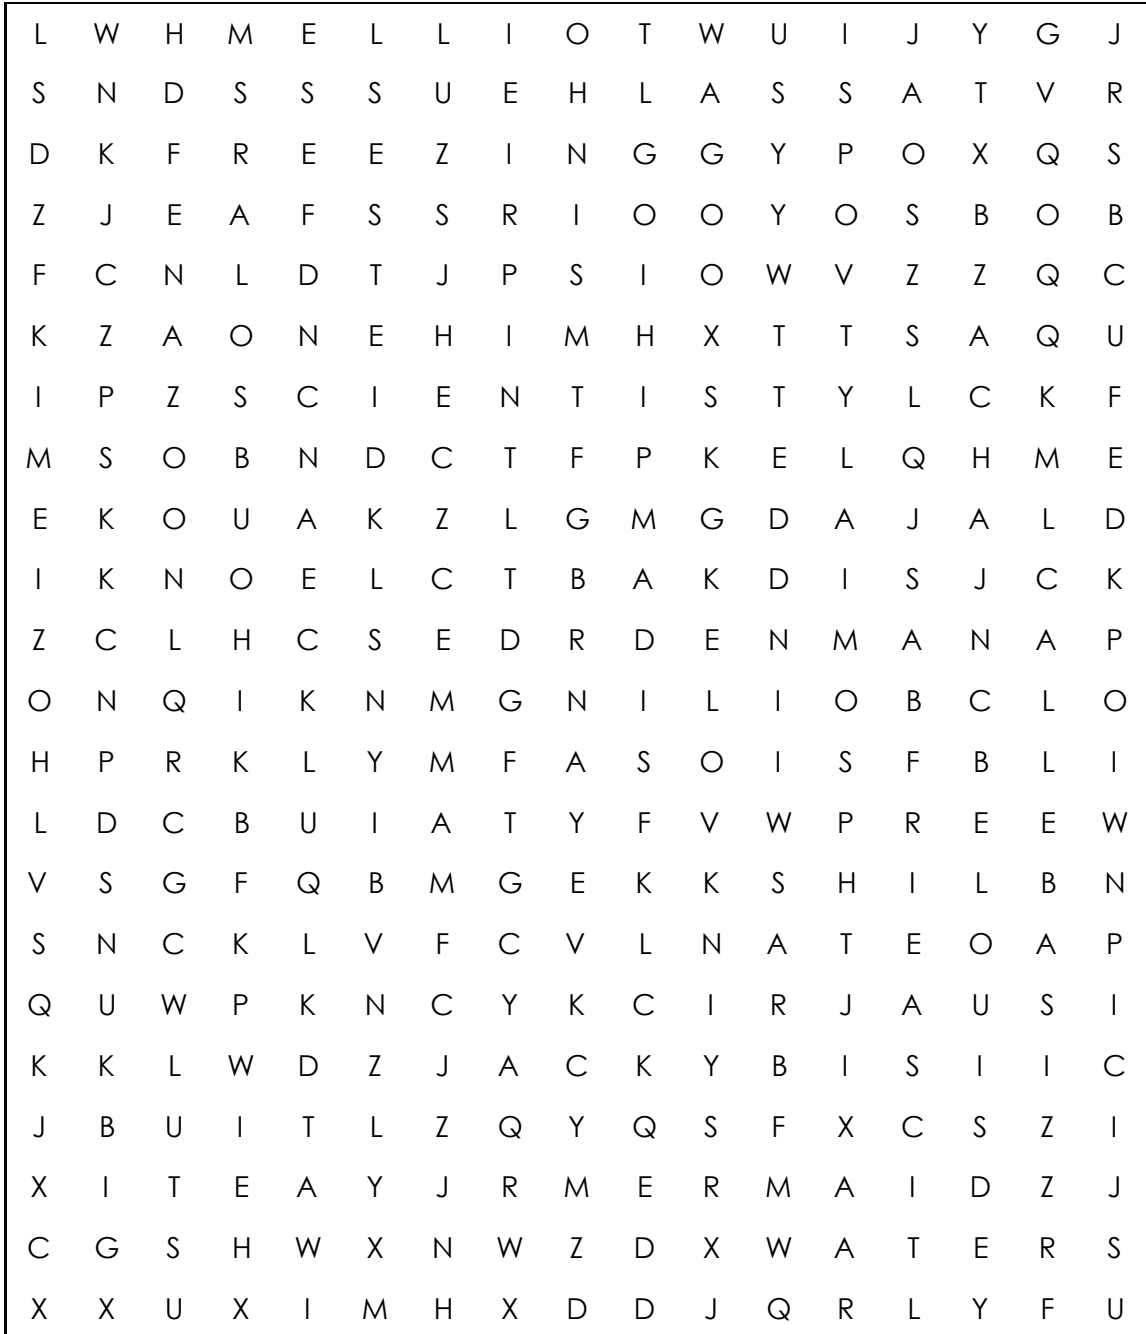 L W H M E L L I O T W U I J Y G J
S N D S S S U E H L A S S A T V R
D K F R E E Z I N G G Y P O X Q S
Z J E A F S S R I O O Y O S B O B
F C N L D T J P S I O W V Z Z Q C
K Z A O N E H I M H X T T S A Q U
I P Z S C I E N T I S T Y L C K F
M S O B N D C T F P K E L Q H M E
E K O U A K Z L G M G D A J A L D
I K N O E L C T B A K D I S J C K
Z C L H C S E D R D E N M A N A P
O N Q I K N M G N I L I O B C L O
H P R K L Y M F A S O I S F B L I
L D C B U I A T Y F V W P R E E W
V S G F Q B M G E K K S H I L B N
S N C K L V F C V L N A T E O A P
Q U W P K N C Y K C I R J A U S I
K K L W D Z J A C K Y B I S I I C
J B U I T L Z Q Y Q S F X C S Z I
X I T E A Y J R M E R M A I D Z J
C G S H W X N W Z D X W A T E R S
X X U X I M H X D D J Q R L Y F U